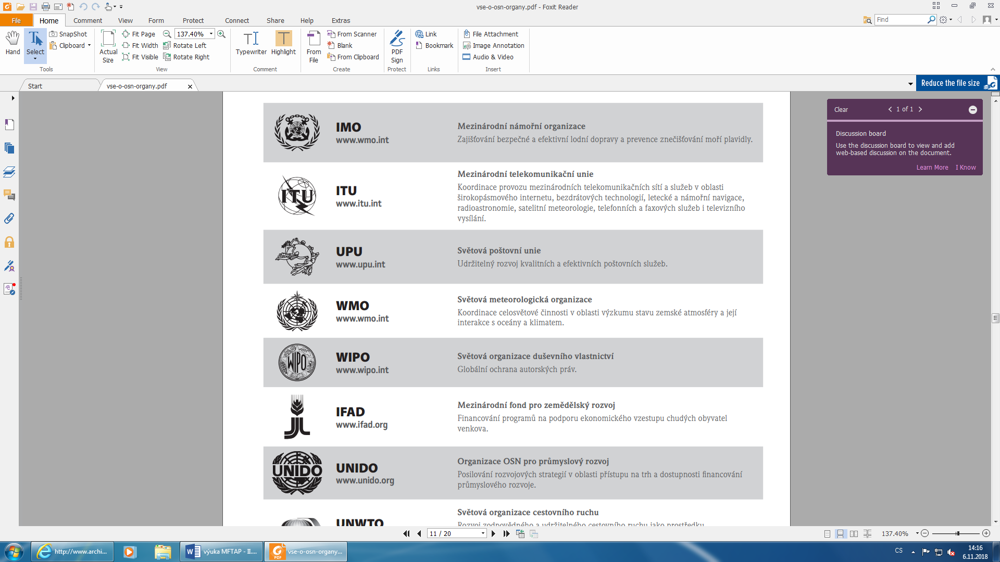 vse-o-osn-organy.pdf - Foxit Reader
File Home Comment View Form Protect Connect Share Help Extras Find
Hand
Select
SnapShot
Clipboard
Tools
Actual Size
Fit Page
Fit Width
Fit Visible
137.40%
Rotate Left
Rotate Right
View
Typewriter
Highlight
Comment
From File
From Scanner
Blank
From Clipboard
Create
PDF Sign
Protect
Link
Bookmark
Links
File Attachment
Image Annotation
Audio & Video
Insert
Start
vse-o-osn-organy.pdf
Reduce the file size
Clear 1 of 1
Discussion board
Use the discussion board to view and add
web-based discussion on the document.
Learn More I Know
IMO
www.wmo.int
Mezinárodní námořní organizace
Zajišťování bezpečné a efektivní lodní dopravy a prevence znečišťování moří plavidly.
ITU
ITU
www.itu.int
Mezinárodní telekomunikační unie
Koordinace provozu mezinárodních telekomunikačních sítí a služeb v oblasti
širokopásmového internetu, bezdrátových technologií, letecké a námořní navigace,
radioastronomie, satelitní meteorologie, telefonních a faxových služeb i televizního
vysílání.
UPU
www.upu.int
Světová poštovní unie
Udržitelný rozvoj kvalitních a efektivních poštovních služeb.
WMO
www.wmo.int
Světová meteorologická organizace
Koordinace celosvětové činnosti v oblasti výzkumu stavu zemské atmosféry a její
interakce s oceány a klimatem.
WIPO
WIPO
www.wipo.int
Světová organizace duševního vlastnictví
Globální ochrana autorských práv.
IFAD
www.ifad.org
Mezinárodní fond pro zemědělský rozvoj
Financování programů na podporu ekonomického vzestupu chudých obyvatel
venkova.
UNIDO
UNIDO
www.unido.org
Organizace OSN pro průmyslový rozvoj
Posilování rozvojových strategií v oblasti přístupu na trh a dostupnosti financování
průmyslového rozvoje.
UNWTO
Světová organizace cestovního ruchu
Rozvoj zodpovědného a udržitelného cestovního ruchu jako prostředku
11 / 20
137.40%
http://www.archi...
výuka MFTAP - II....
PDF
vse-o-osn-organy...
CS
14:16
6.11.2018